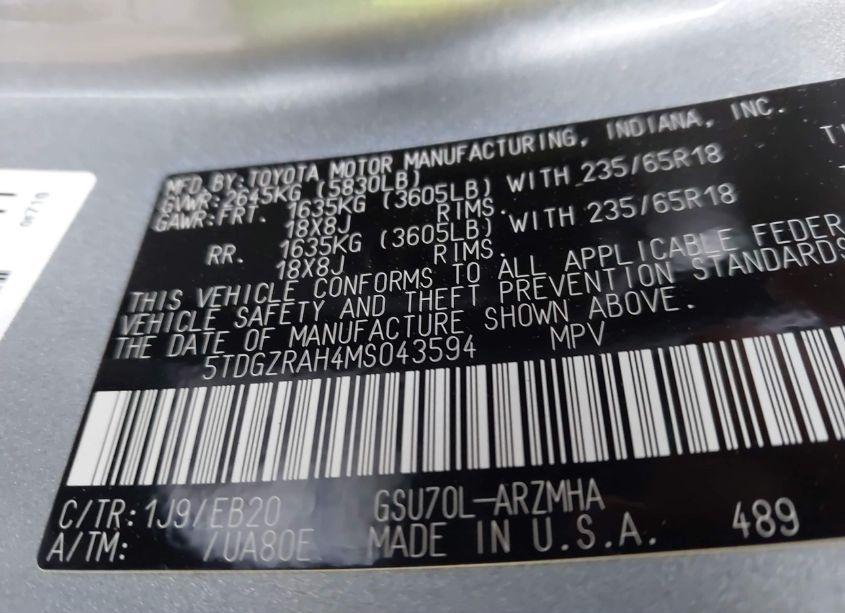 MFD.BY:TOYOTA MOTOR MANUFACTURING, INDIANA, INC.
GVWR:2645KG (5830LB)
GAWR:FRT. 1635KG (3605LB) WITH 235/65R18
18X8J RIMS.
RR. 1635KG (3605LB) WITH 235/65R18
18X8J RIMS.
THIS VEHICLE CONFORMS TO ALL APPLICABLE FEDER
VEHICLE SAFETY AND THEFT PREVENTION STANDARDS
THE DATE OF MANUFACTURE SHOWN ABOVE.
5TDGZRAH4MS043594 MPV
C/TR:1J9/EB20 GSU70L-ARZMHA
A/TM: /UA80E MADE IN U.S.A. 489